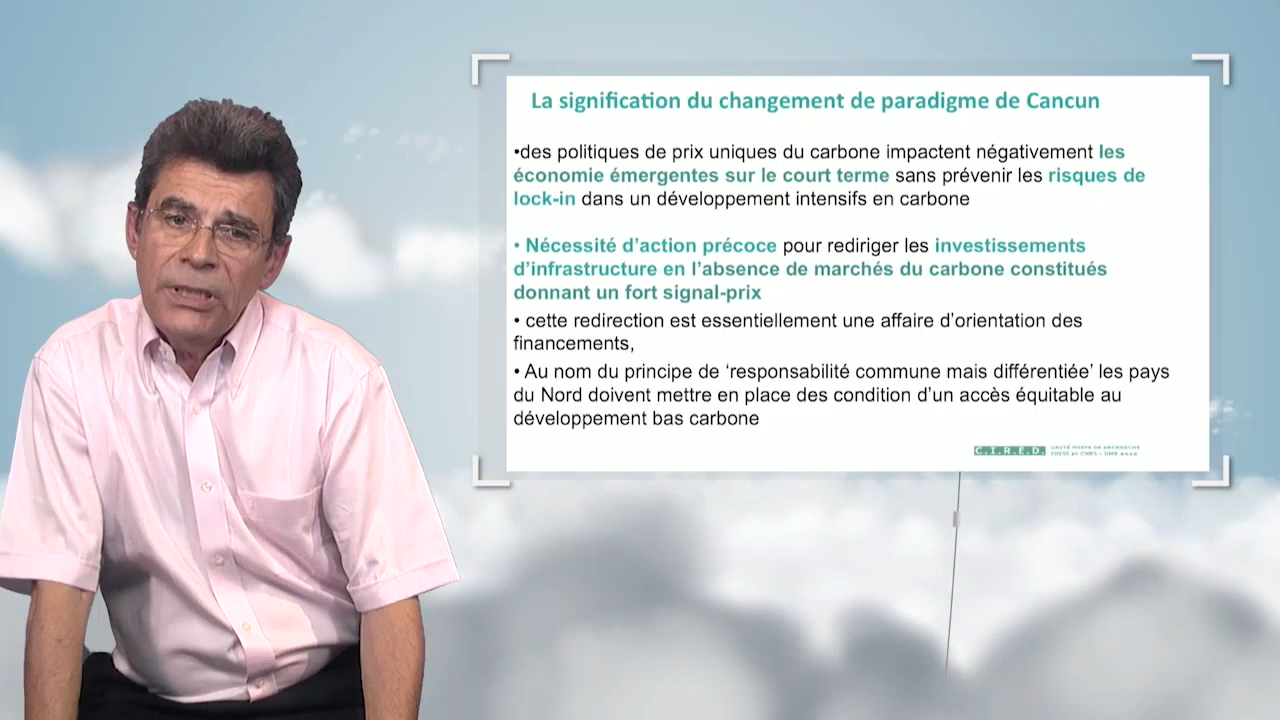 La signification du changement de paradigme de Cancun
•des politiques de prix uniques du carbone impactent négativement les
économie émergentes sur le court terme sans prévenir les risques de
lock-in dans un développement intensifs en carbone
• Nécessité d’action précoce pour rediriger les investissements
d’infrastructure en l’absence de marchés du carbone constitués
donnant un fort signal-prix
• cette redirection est essentiellement une affaire d’orientation des
financements,
• Au nom du principe de ‘responsabilité commune mais différentiée’ les pays
du Nord doivent mettre en place des condition d’un accès équitable au
développement bas carbone
C.I.R.E.D. UNITÉ MIXTE DE RECHERCHE